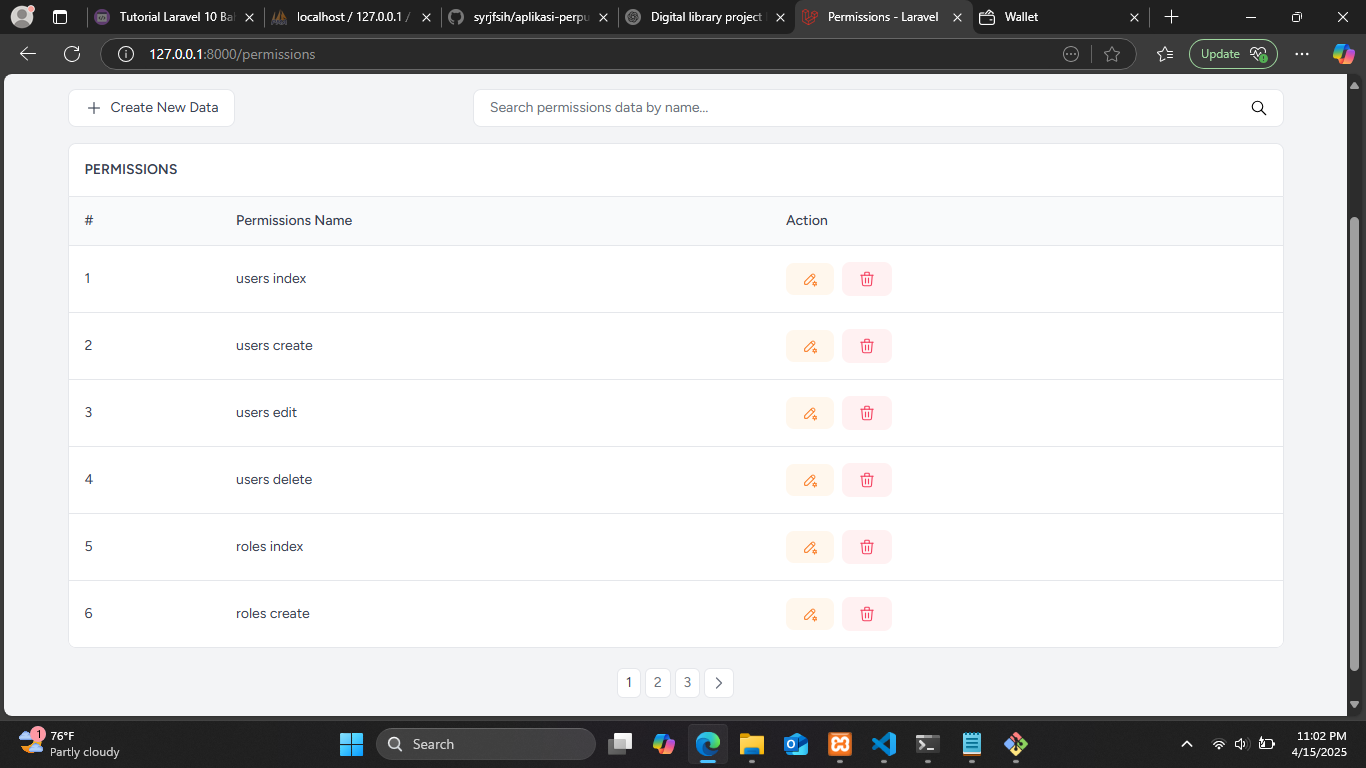 Tutorial Laravel 10 Ba
localhost / 127.0.0.1 /
syrjfsih/aplikasi-perpu
Digital library project
Permissions - Laravel
Wallet
127.0.0.1:8000/permissions
Update
Create New Data
Search permissions data by name...
PERMISSIONS
# Permissions Name Action
1 users index
2 users create
3 users edit
4 users delete
5 roles index
6 roles create
1 2 3
1
76°F
Partly cloudy
Search
11:02 PM
4/15/2025